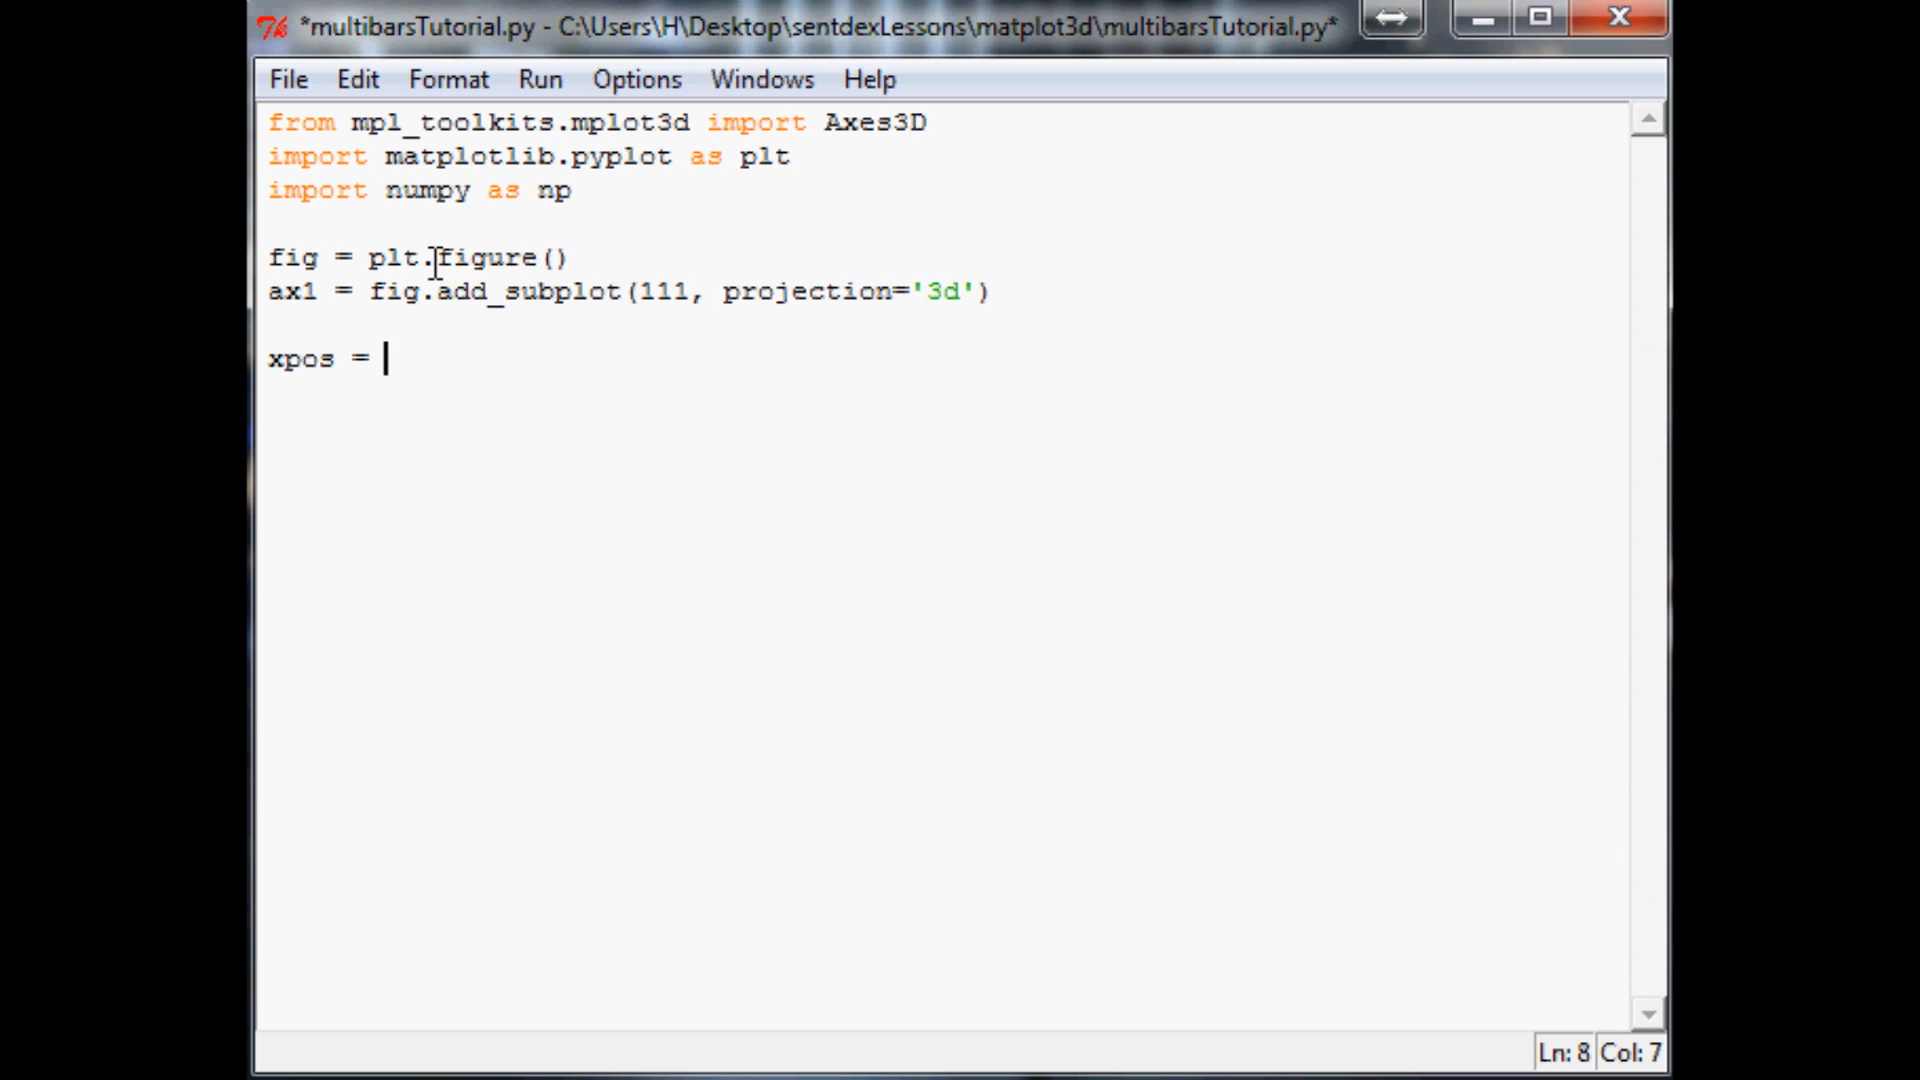 *multibarsTutorial.py - C:\Users\H\Desktop\sentdexLessons\matplot3d\multibarsTutorial.py*
File Edit Format Run Options Windows Help
from mpl_toolkits.mplot3d import Axes3D
import matplotlib.pyplot as plt
import numpy as np
fig = plt.figure()
ax1 = fig.add_subplot(111, projection='3d')
xpos =
Ln: 8 Col: 7